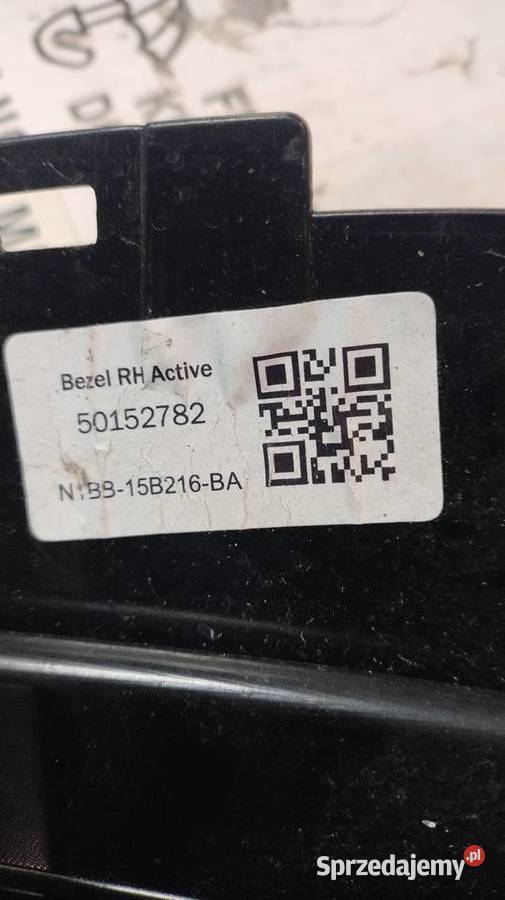 Bezel RH Active
50152782
N1BB-15B216-BA
M
Sprzedajemy.pl